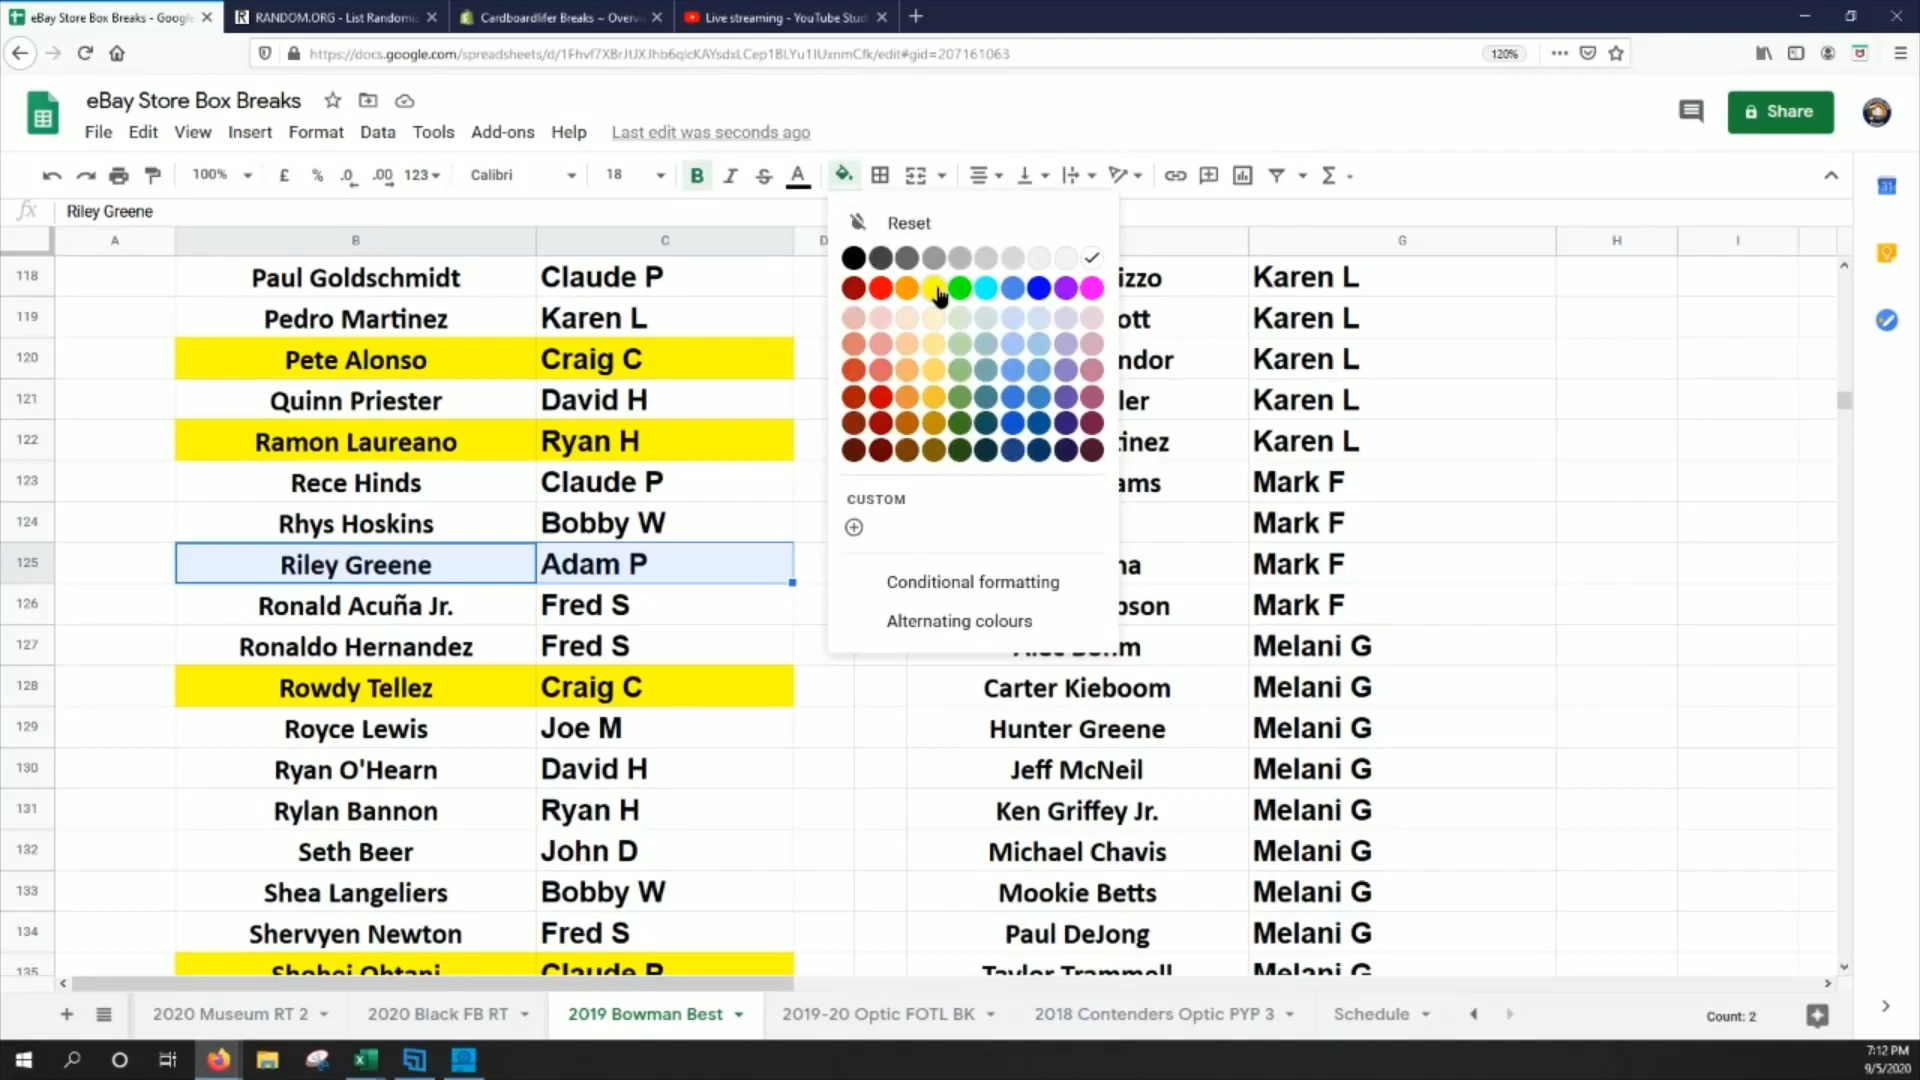 eBay Store Box Breaks - Google
RANDOM.ORG - List Randomi
Cardboardlifer Breaks ~ Overv
Live streaming - YouTube Stud
https://docs.google.com/spreadsheets/d/1Fhvf7XBrJtJXJhb6qlcKAYsdxLCep1BLYu1IUxnmCfk/edit#gid=207161063
120%
eBay Store Box Breaks
Share
File Edit View Insert Format Data Tools Add-ons Help Last edit was seconds ago
100% £ % .0 .00 123 Calibri 18 B I S A Σ
fx Riley Greene
Reset
A B C D G H I
118 Paul Goldschmidt Claude P izzo Karen L
119 Pedro Martinez Karen L ott Karen L
120 Pete Alonso Craig C ndor Karen L
121 Quinn Priester David H ler Karen L
122 Ramon Laureano Ryan H inez Karen L
123 Rece Hinds Claude P ams Mark F
CUSTOM
124 Rhys Hoskins Bobby W Mark F
125 Riley Greene Adam P na Mark F
Conditional formatting
126 Ronald Acuña Jr. Fred S pson Mark F
Alternating colours
127 Ronaldo Hernandez Fred S Melani G
128 Rowdy Tellez Craig C Carter Kieboom Melani G
129 Royce Lewis Joe M Hunter Greene Melani G
130 Ryan O'Hearn David H Jeff McNeil Melani G
131 Rylan Bannon Ryan H Ken Griffey Jr. Melani G
132 Seth Beer John D Michael Chavis Melani G
133 Shea Langeliers Bobby W Mookie Betts Melani G
134 Shervyen Newton Fred S Paul DeJong Melani G
135 Shohei Ohtani Claude P Taylor Trammell Melani G
2020 Museum RT 2 2020 Black FB RT 2019 Bowman Best 2019-20 Optic FOTL BK 2018 Contenders Optic PYP 3 Schedule Count: 2
7:12 PM
9/5/2020